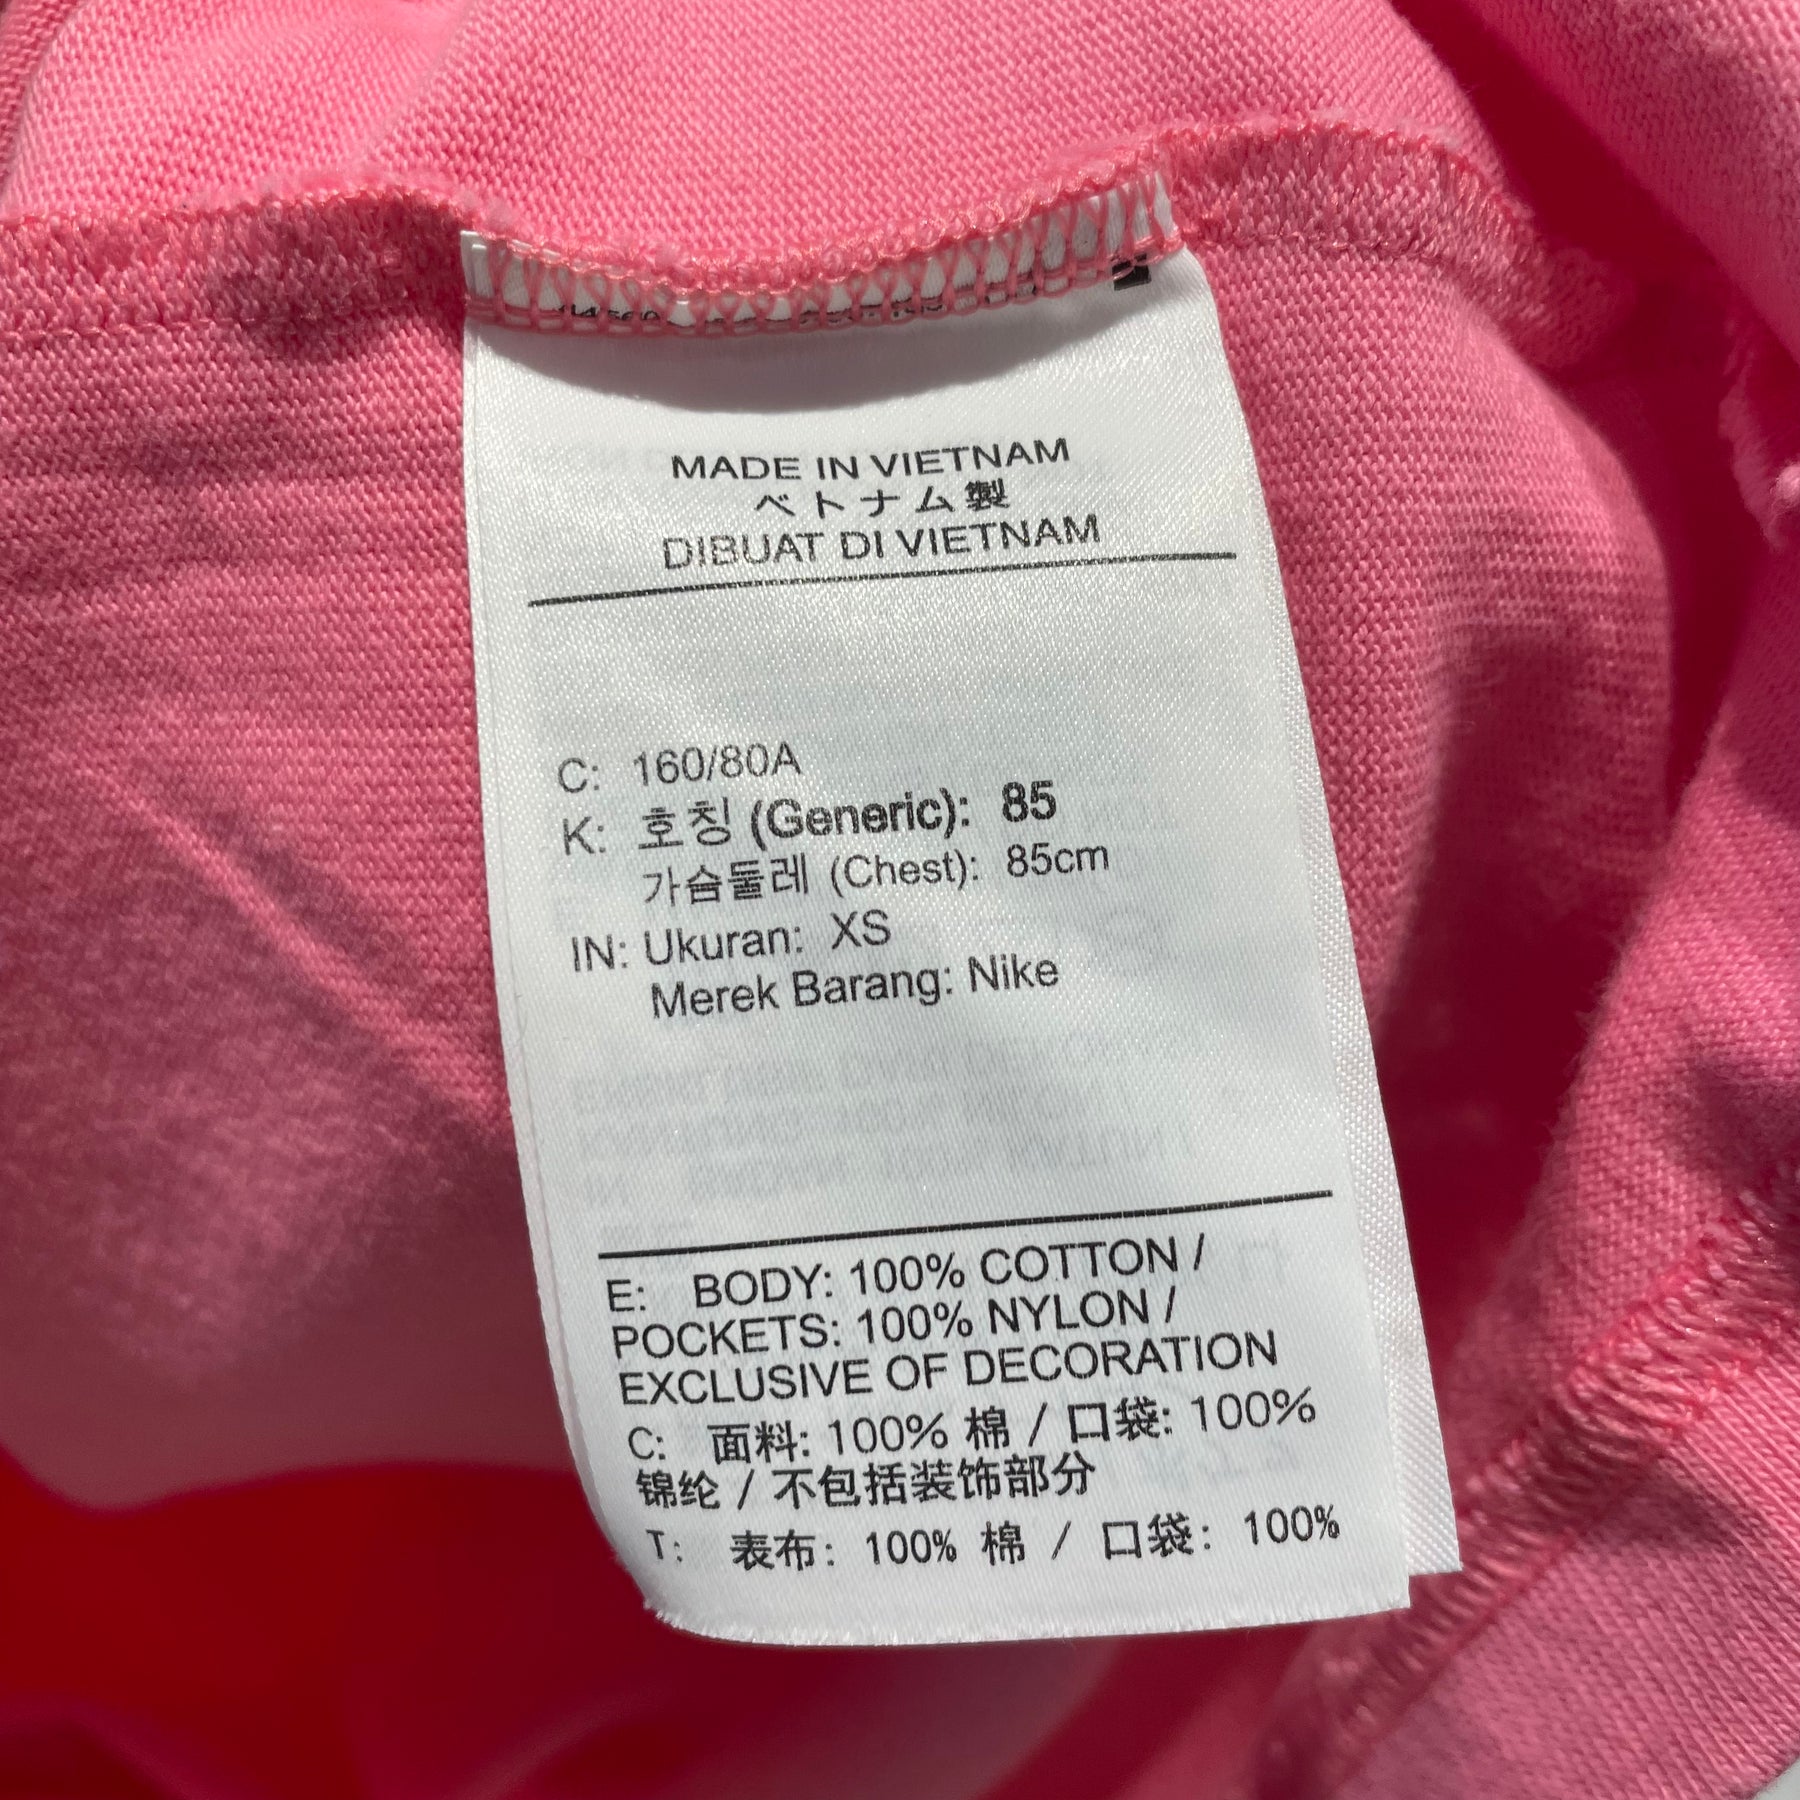 MADE IN VIETNAM
ベトナム製
DIBUAT DI VIETNAM
C: 160/80A
K: 호칭 (Generic): 85
가슴둘레 (Chest): 85cm
IN: Ukuran: XS
Merek Barang: Nike
E: BODY: 100% COTTON /
POCKETS: 100% NYLON /
EXCLUSIVE OF DECORATION
C: 面料: 100% 棉 / 口袋: 100%
锦纶 / 不包括装饰部分
T: 表布: 100% 棉 / 口袋: 100%